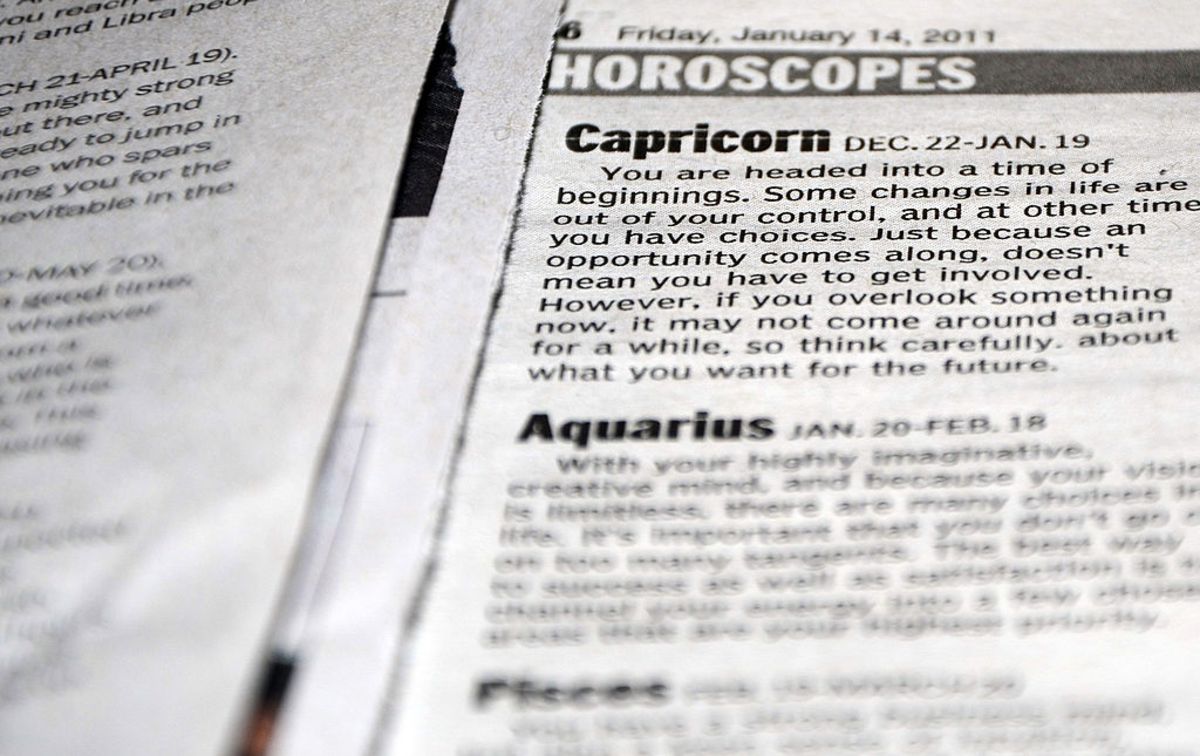 you reach
ni and Libra peop
CH 21-APRIL 19).
e mighty strong
ut there, and
eady to jump in
ne who spars
ing you for the
nevitable in the
O-MAY 20).
a good time,
whatever
6 Friday, January 14, 2011
HOROSCOPES
Capricorn DEC. 22-JAN. 19
You are headed into a time of
beginnings. Some changes in life are
out of your control, and at other time
you have choices. Just because an
opportunity comes along, doesn't
mean you have to get involved.
However, if you overlook something
now, it may not come around again
for a while, so think carefully. about
what you want for the future.
Aquarius JAN. 20-FEB. 18
With your highly imaginative,
creative mind, and because your visio
is limitless, there are many choices in
life. It's important that you don't go
on too many tangents. The best way
to success as well as satisfaction is
channel your energy into a few
areas that are your highest priority.
Pisces